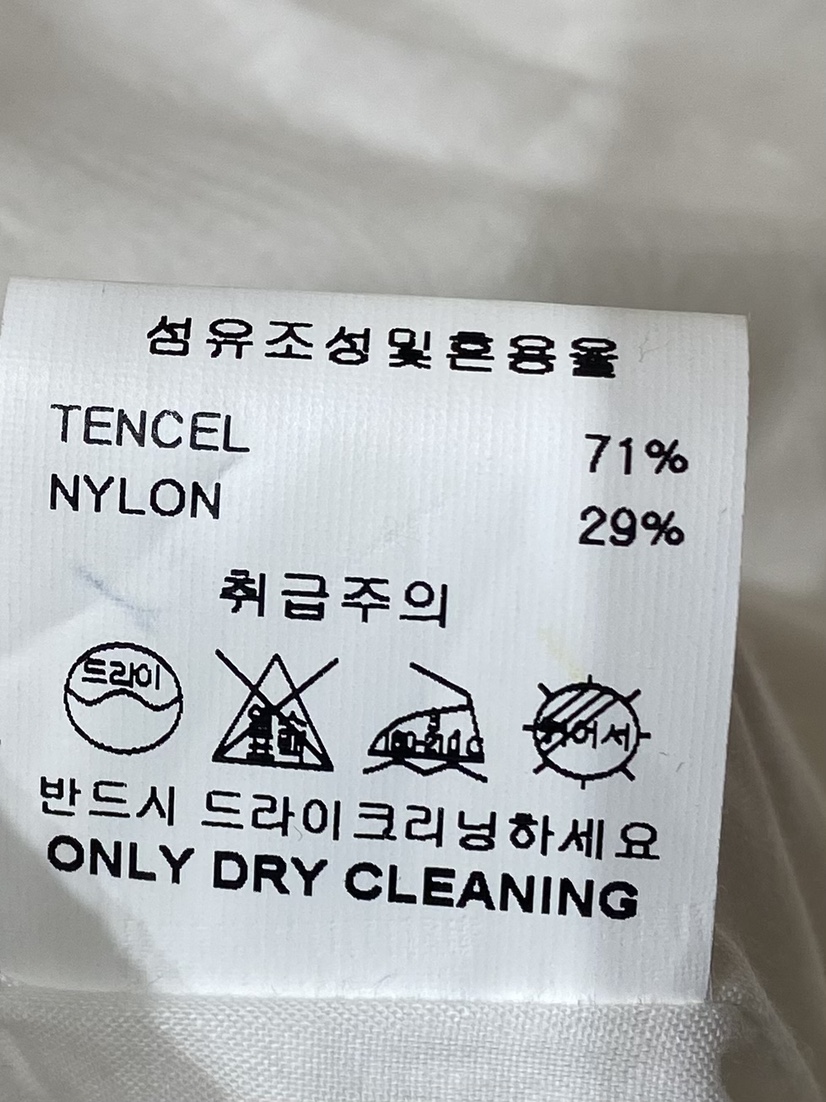 섬유조성및혼용율
TENCEL 71%
NYLON 29%
취급주의
드라이
반드시 드라이크리닝하세요
ONLY DRY CLEANING